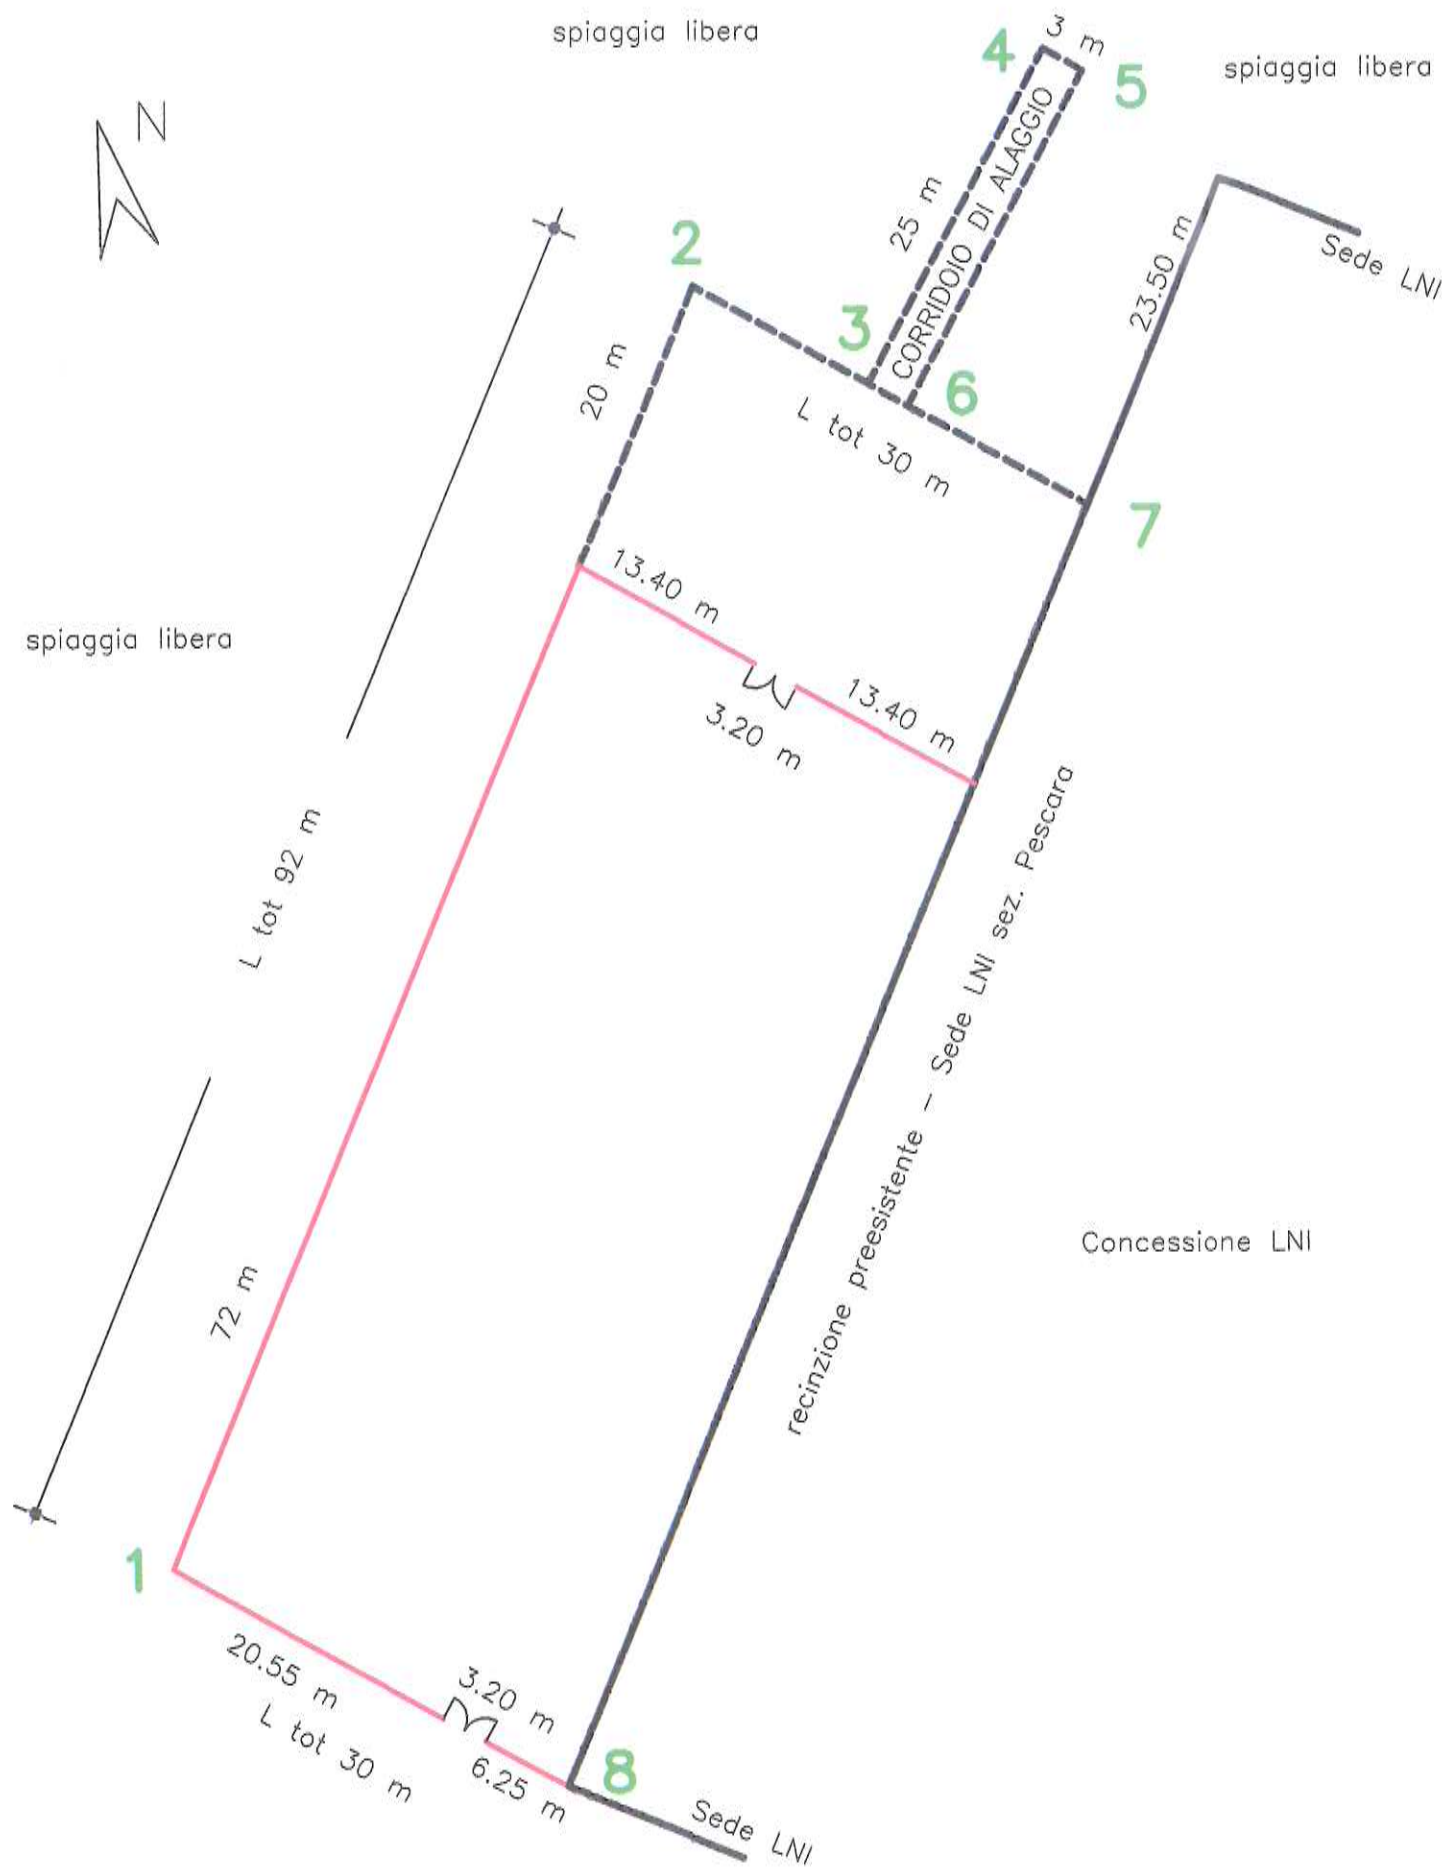 spiaggia libera
3 m
4
5
spiaggia libera
N
CORRIDOIO DI ALAGGIO
25 m
2
23.50 m
Sede LNI
3
20 m
6
L tot 30 m
7
13.40 m
spiaggia libera
13.40 m
3.20 m
L tot 92 m
recinzione preesistente – Sede LNI sez. Pescara
Concessione LNI
72 m
1
20.55 m
3.20 m
L tot 30 m
6.25 m
8
Sede LNI